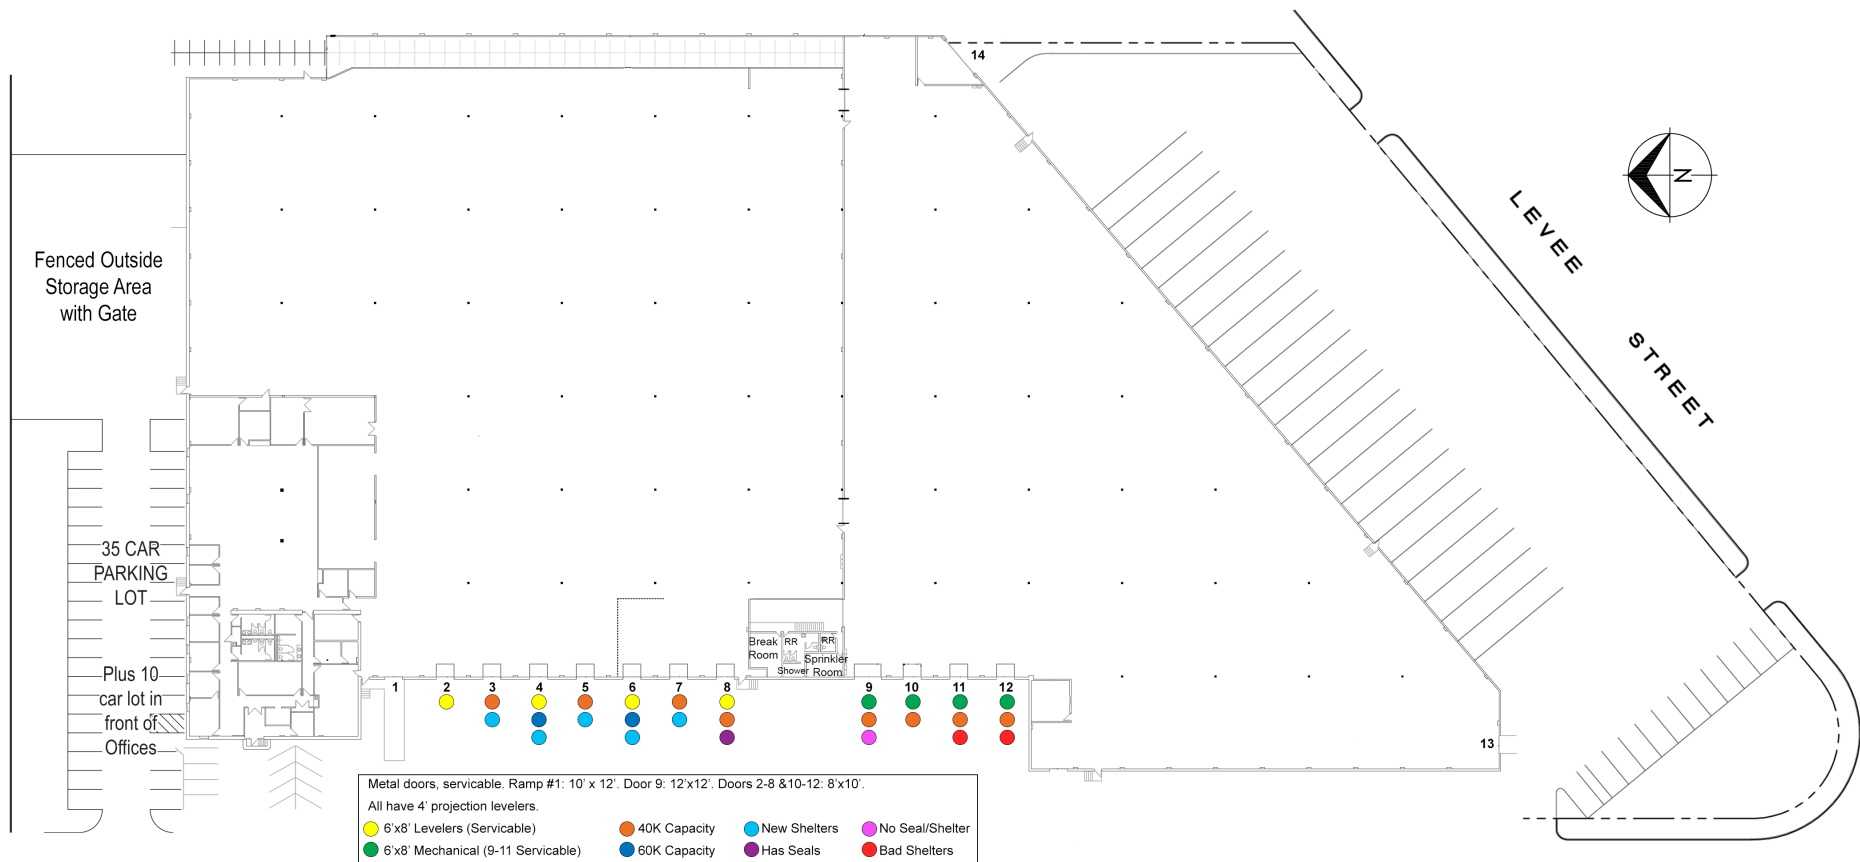 14
N
LEVEE
STREET
Fenced Outside
Storage Area
with Gate
35 CAR
PARKING
LOT
Plus 10
car lot in
front of
Offices
Break
Room
RR
RR
Shower
Sprinkler
Room
1 2 3 4 5 6 7 8 9 10 11 12
13
Metal doors, servicable. Ramp #1: 10' x 12'. Door 9: 12'x12'. Doors 2-8 &10-12: 8'x10'.
All have 4' projection levelers.
6'x8' Levelers (Servicable) 40K Capacity New Shelters No Seal/Shelter
6'x8' Mechanical (9-11 Servicable) 60K Capacity Has Seals Bad Shelters